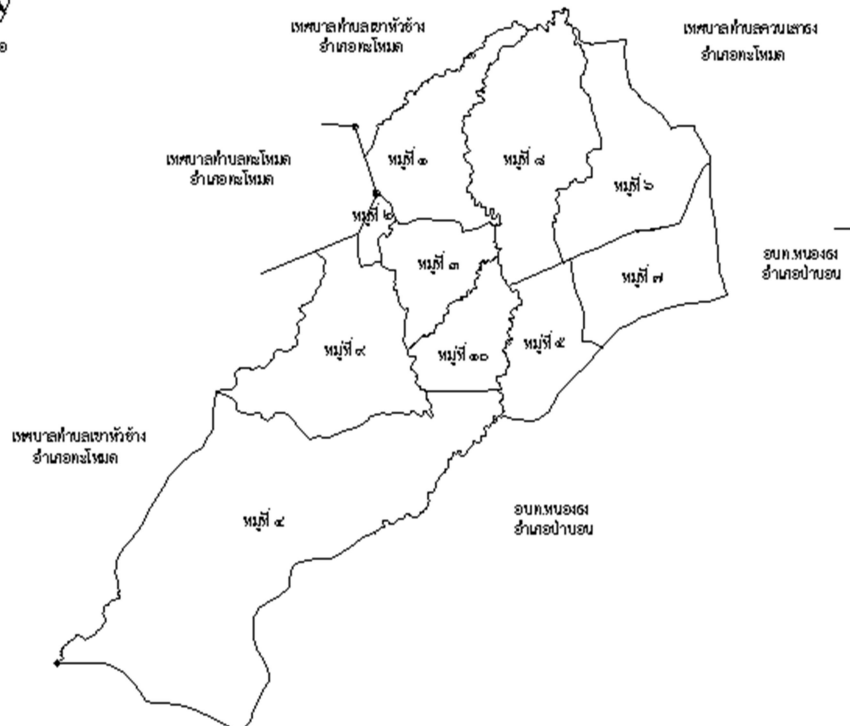 เทศบาลตำบลเขาหัวช้าง
อำเภอตะโหมด
เทศบาลตำบลควนเสาธง
อำเภอตะโหมด
เทศบาลตำบลตะโหมด
อำเภอตะโหมด
หมู่ที่ ๑
หมู่ที่ ๘
หมู่ที่ ๖
หมู่ที่ ๒
หมู่ที่ ๓
หมู่ที่ ๗
อบต.หนองธง
อำเภอป่าบอน
หมู่ที่ ๙
หมู่ที่ ๑๐
หมู่ที่ ๕
เทศบาลตำบลเขาหัวช้าง
อำเภอตะโหมด
หมู่ที่ ๔
อบต.หนองธง
อำเภอป่าบอน